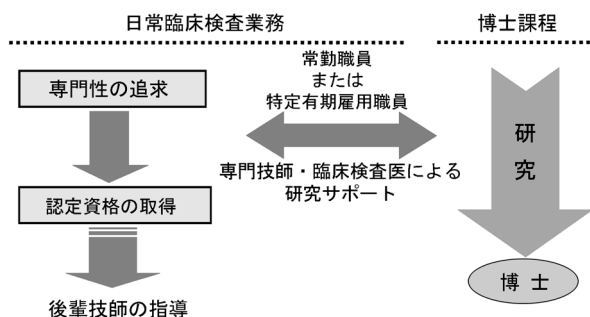 日常臨床検査業務
博士課程
専門性の追求
常勤職員
または
特定有期雇用職員
研
究
専門技師・臨床検査医による
研究サポート
認定資格の取得
博 士
後輩技師の指導